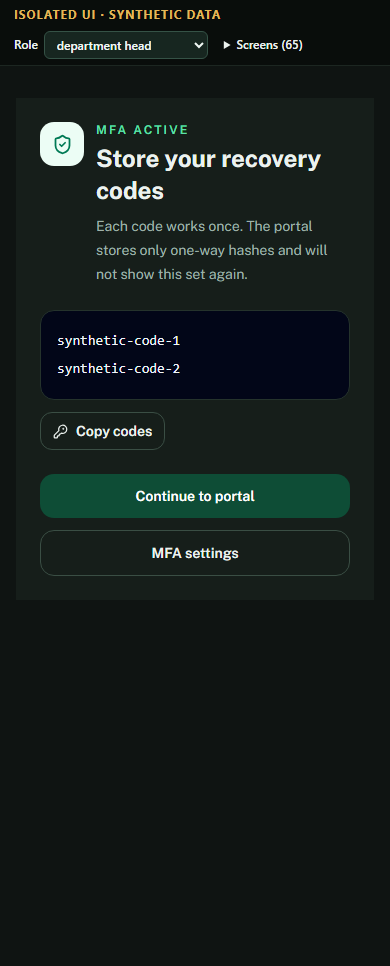 ISOLATED UI · SYNTHETIC DATA
Role department head ▶ Screens (65)
MFA ACTIVE
Store your recovery
codes
Each code works once. The portal
stores only one-way hashes and will
not show this set again.
synthetic-code-1
synthetic-code-2
Copy codes
Continue to portal
MFA settings